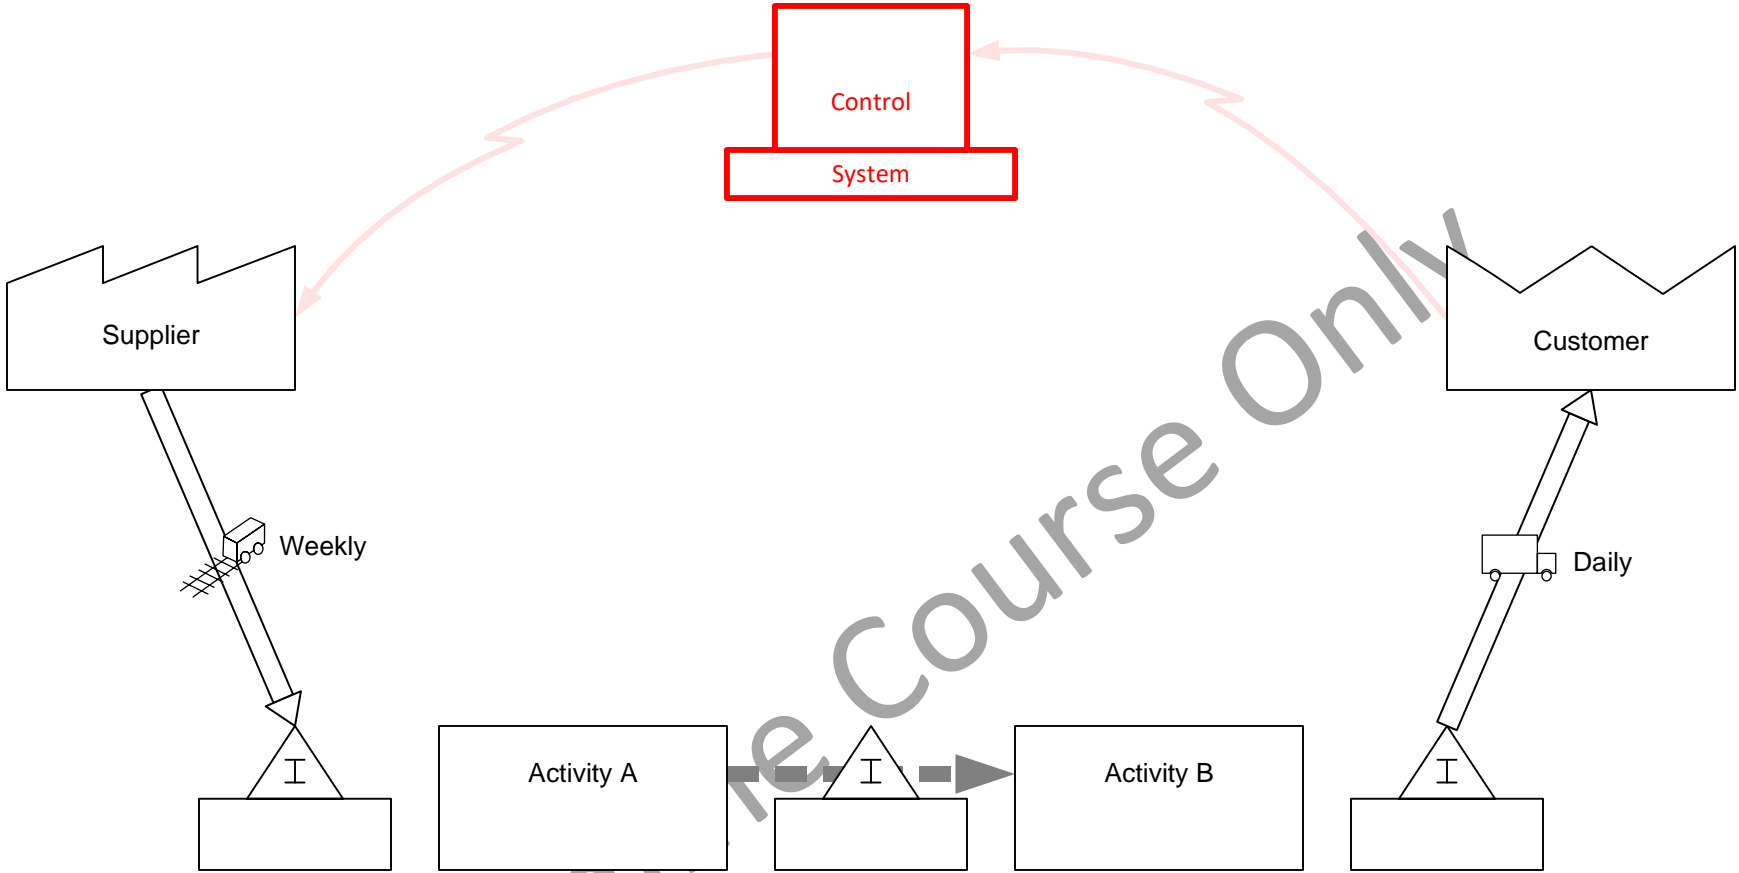 Control
System
Supplier
Customer
Weekly
Daily
Activity A
I
Activity B
I
I
Course Only